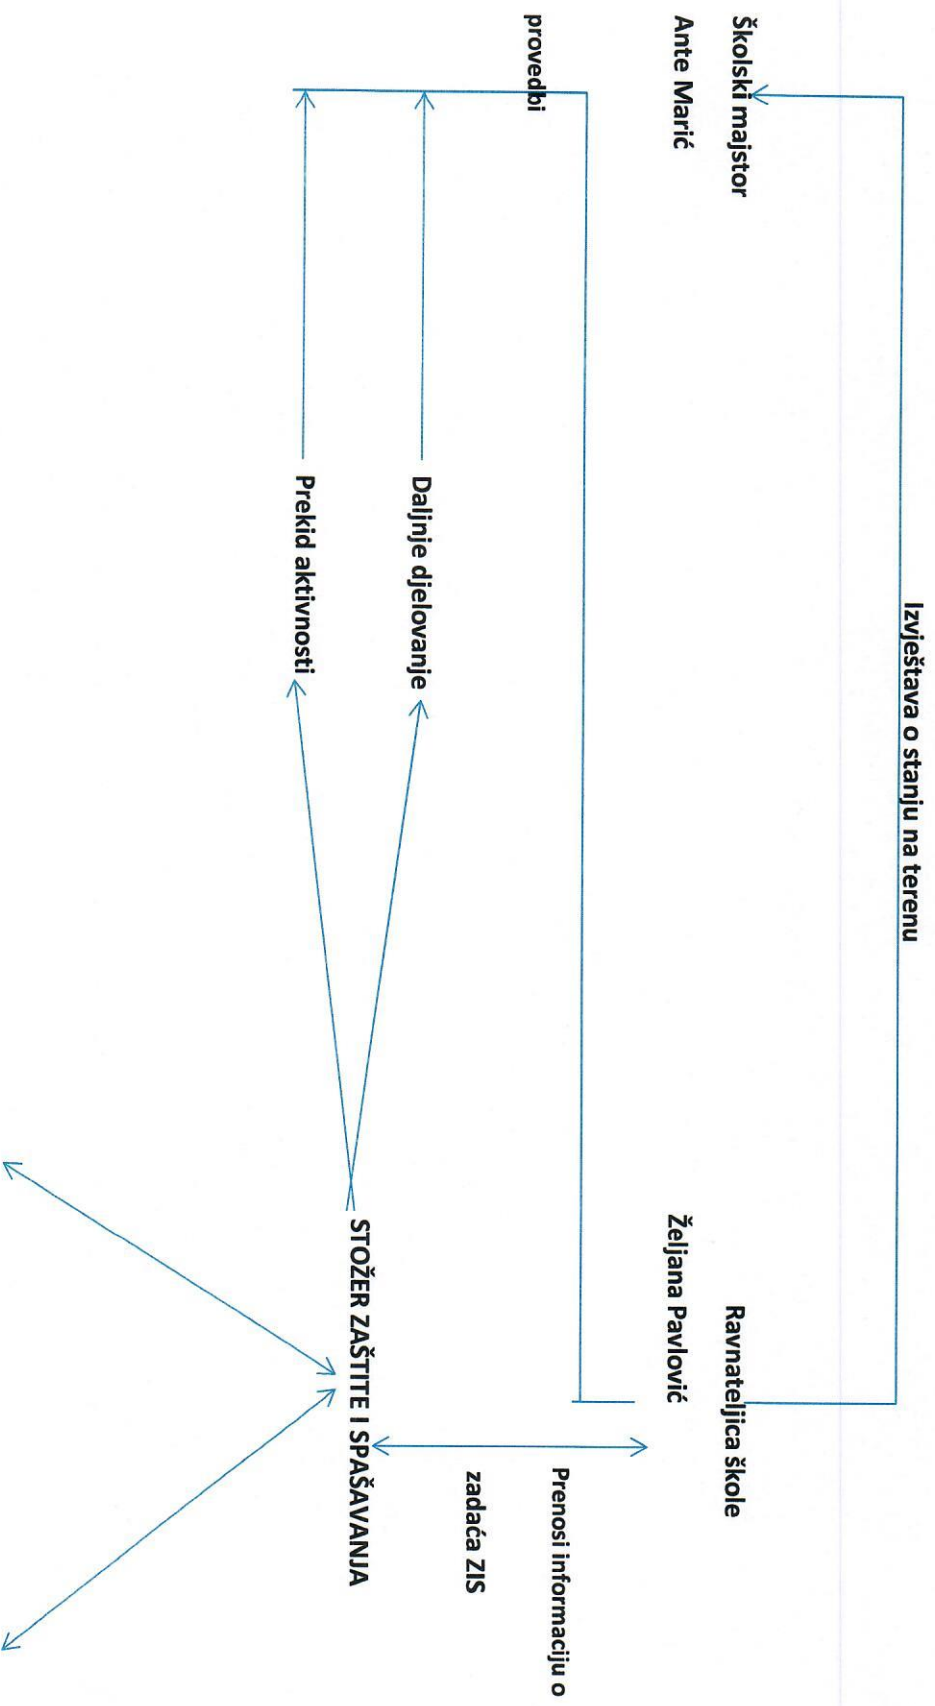 Izvještava o stanju na terenu
Školski majstor
Ravnateljica škole
Ante Marić
Željana Pavlović
Prenosi informaciju o
provedbi
zadaća ZIS
Daljnje djelovanje
STOŽER ZAŠTITE I SPAŠAVANJA
Prekid aktivnosti